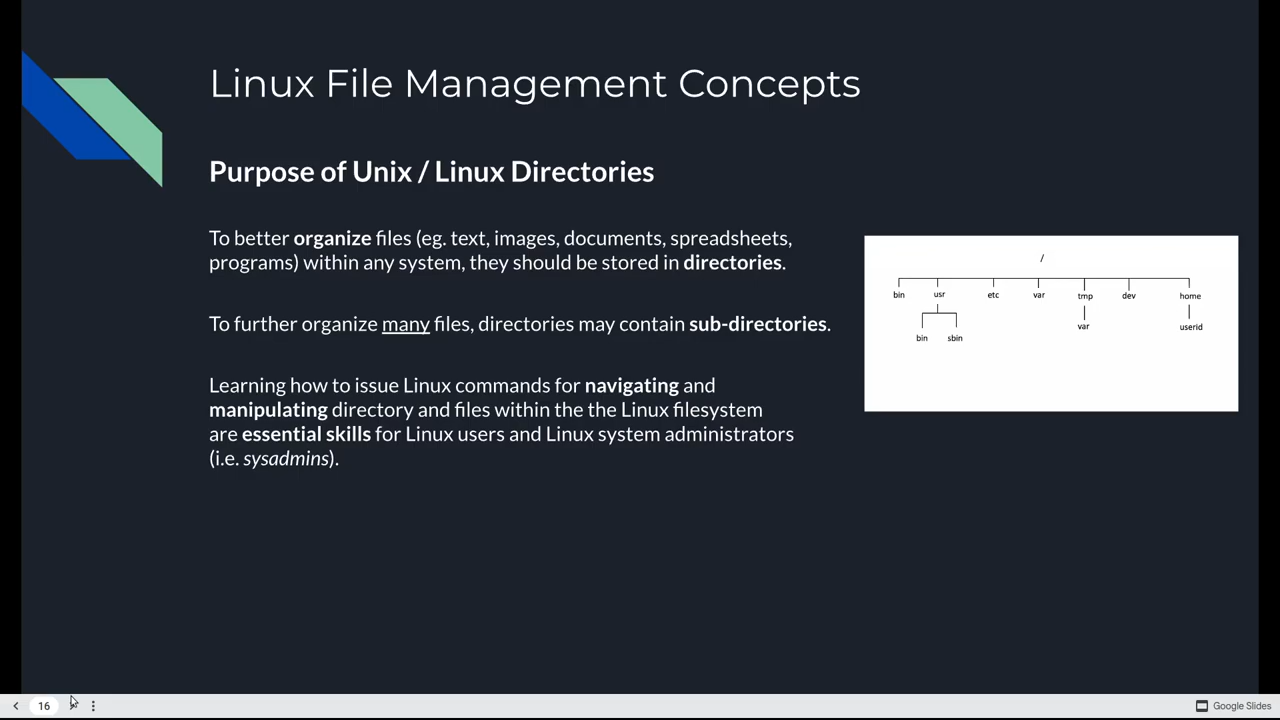 Linux File Management Concepts
Purpose of Unix / Linux Directories
To better organize files (eg. text, images, documents, spreadsheets,
programs) within any system, they should be stored in directories.
To further organize many files, directories may contain sub-directories.
Learning how to issue Linux commands for navigating and
manipulating directory and files within the the Linux filesystem
are essential skills for Linux users and Linux system administrators
(i.e. sysadmins).
/
bin usr etc var tmp dev home
var userid
bin sbin
16
Google Slides